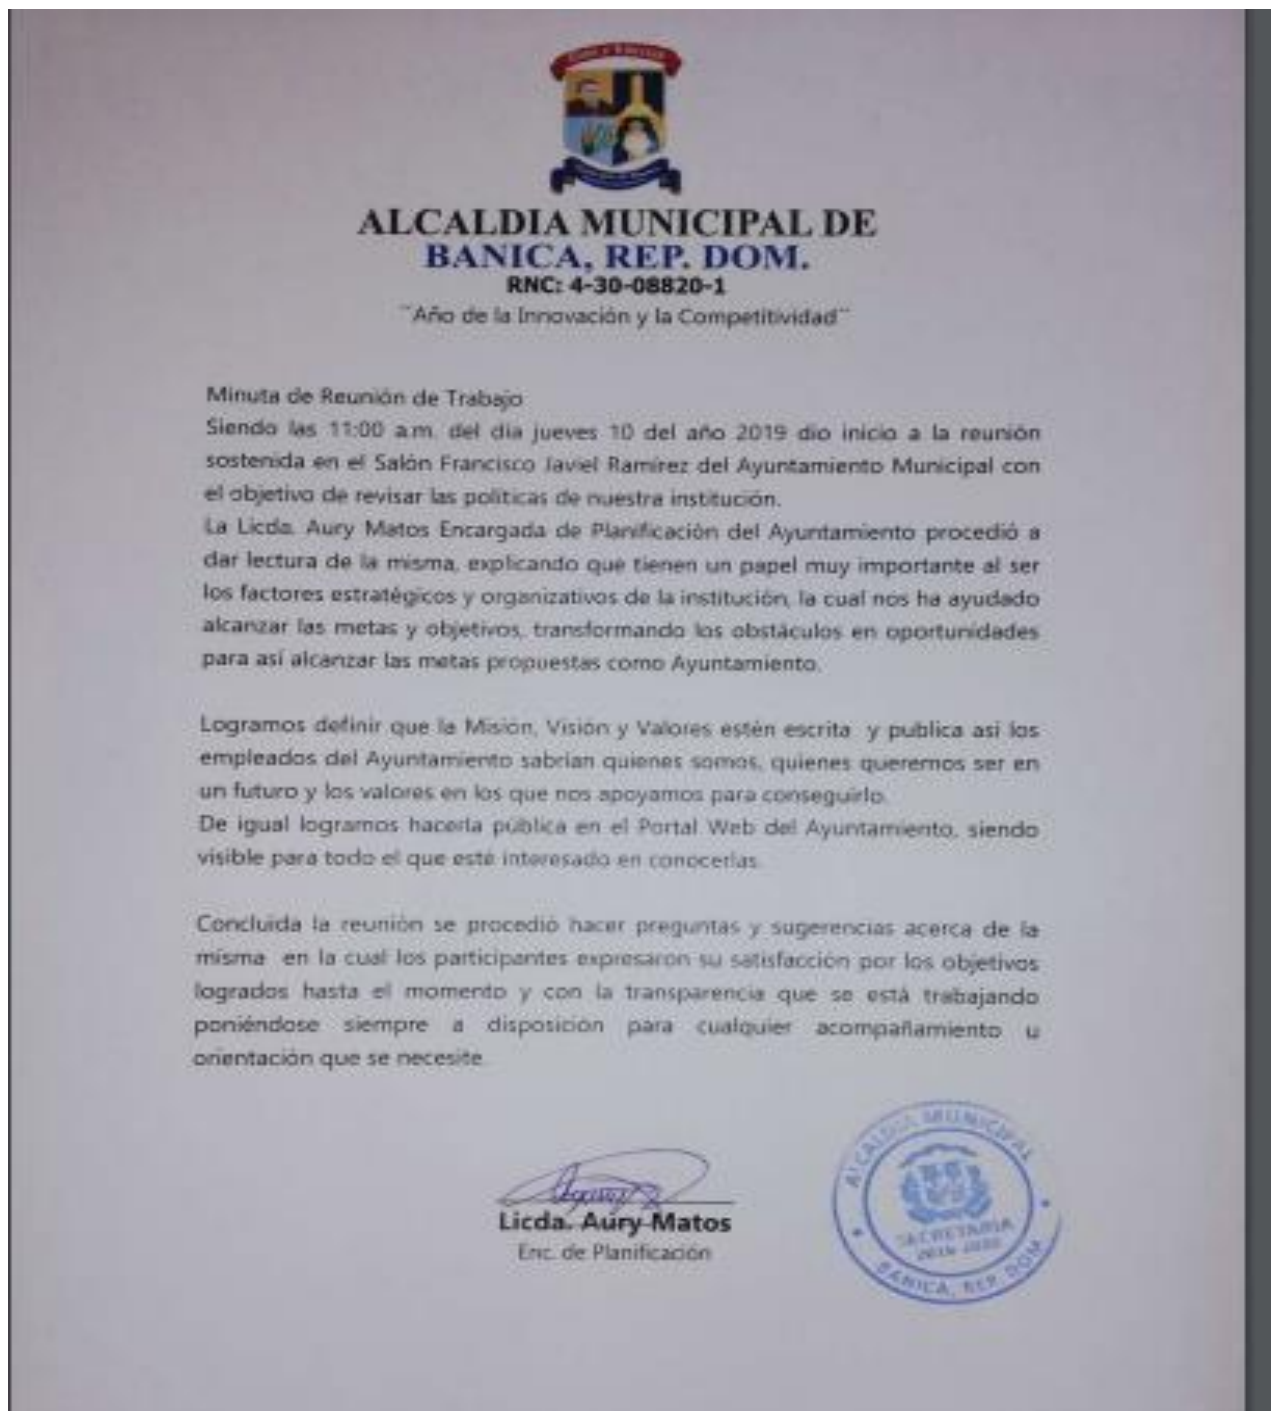 ALCALDIA MUNICIPAL DE
BANICA, REP. DOM.
RNC: 4-30-08820-1
¨Año de la Innovación y la Competitividad¨
Minuta de Reunión de Trabajo
Siendo las 11:00 a.m. del dia jueves 10 del año 2019 dio inicio a la reunión
sostenida en el Salón Francisco Javiel Ramírez del Ayuntamiento Municipal con
el objetivo de revisar las políticas de nuestra institución.
La Licda. Aury Matos Encargada de Planificación del Ayuntamiento procedió a
dar lectura de la misma, explicando que tienen un papel muy importante al ser
los factores estratégicos y organizativos de la institución, la cual nos ha ayudado
alcanzar las metas y objetivos, transformando los obstáculos en oportunidades
para así alcanzar las metas propuestas como Ayuntamiento.
Logramos definir que la Misión, Visión y Valores estén escrita y publica asi los
empleados del Ayuntamiento sabrían quienes somos, quienes queremos ser en
un futuro y los valores en los que nos apoyamos para conseguirlo.
De igual logramos hacerla pública en el Portal Web del Ayuntamiento, siendo
visible para todo el que esté interesado en conocerlas.
Concluida la reunión se procedió hacer preguntas y sugerencias acerca de la
misma en la cual los participantes expresaron su satisfacción por los objetivos
logrados hasta el momento y con la transparencia que se está trabajando
poniéndose siempre a disposición para cualquier acompañamiento u
orientación que se necesite.
Licda. Aury Matos
Enc. de Planificación
ALCALDIA MUNICIPAL
SECRETARIA
BANICA, REP. DOM